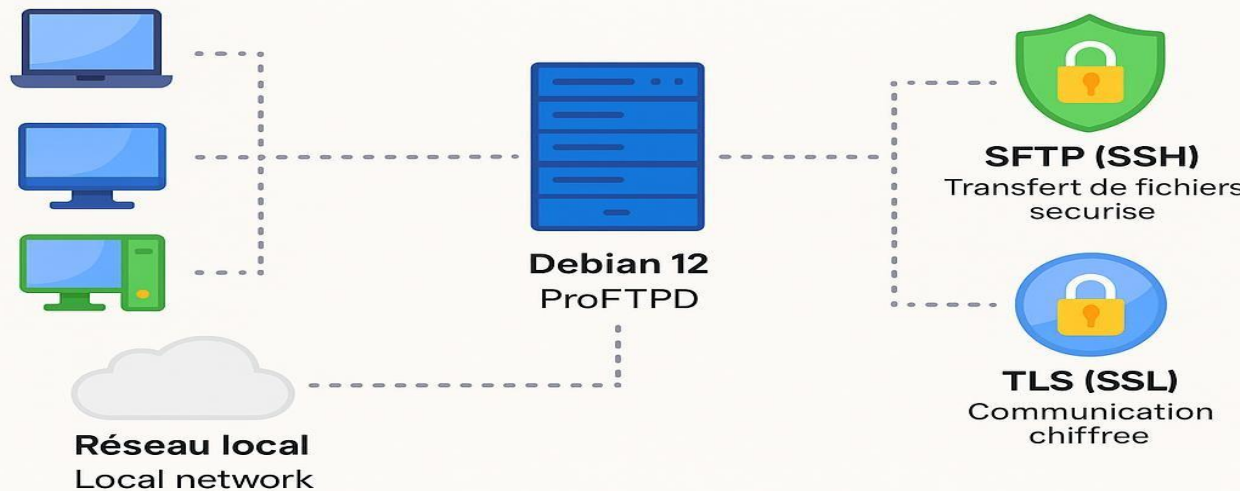 Debian 12
ProFTPD
Réseau local
Local network
SFTP (SSH)
Transfert de fichiers
securise
TLS (SSL)
Communication
chiffree